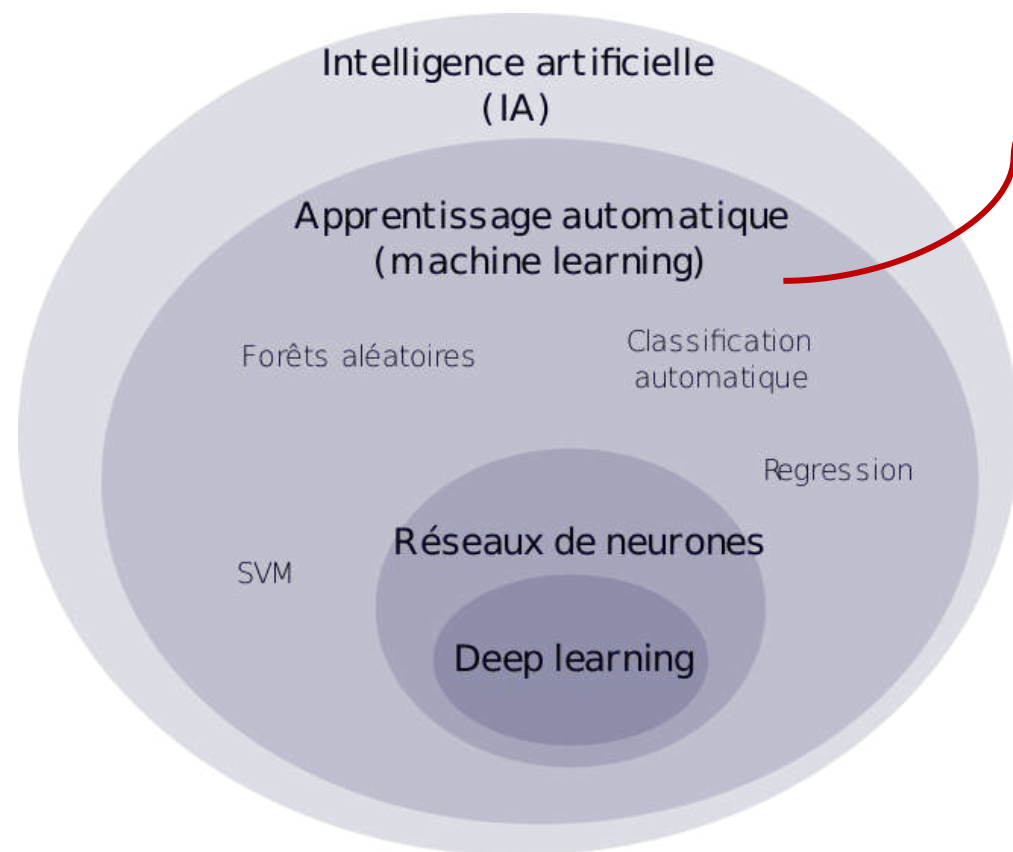 Intelligence artificielle
(IA)
Apprentissage automatique
(machine learning)
Forêts aléatoires
Classification
automatique
Regression
Réseaux de neurones
SVM
Deep learning